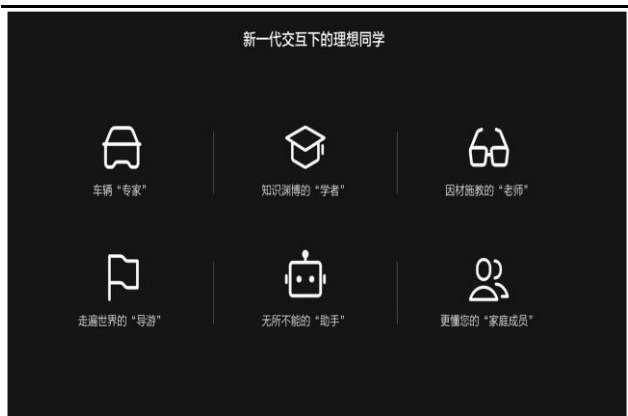 新一代交互下的理想同学
车辆“专家”
知识渊博的“学者”
因材施教的“老师”
走遍世界的“导游”
无所不能的“助手”
更懂您的“家庭成员”